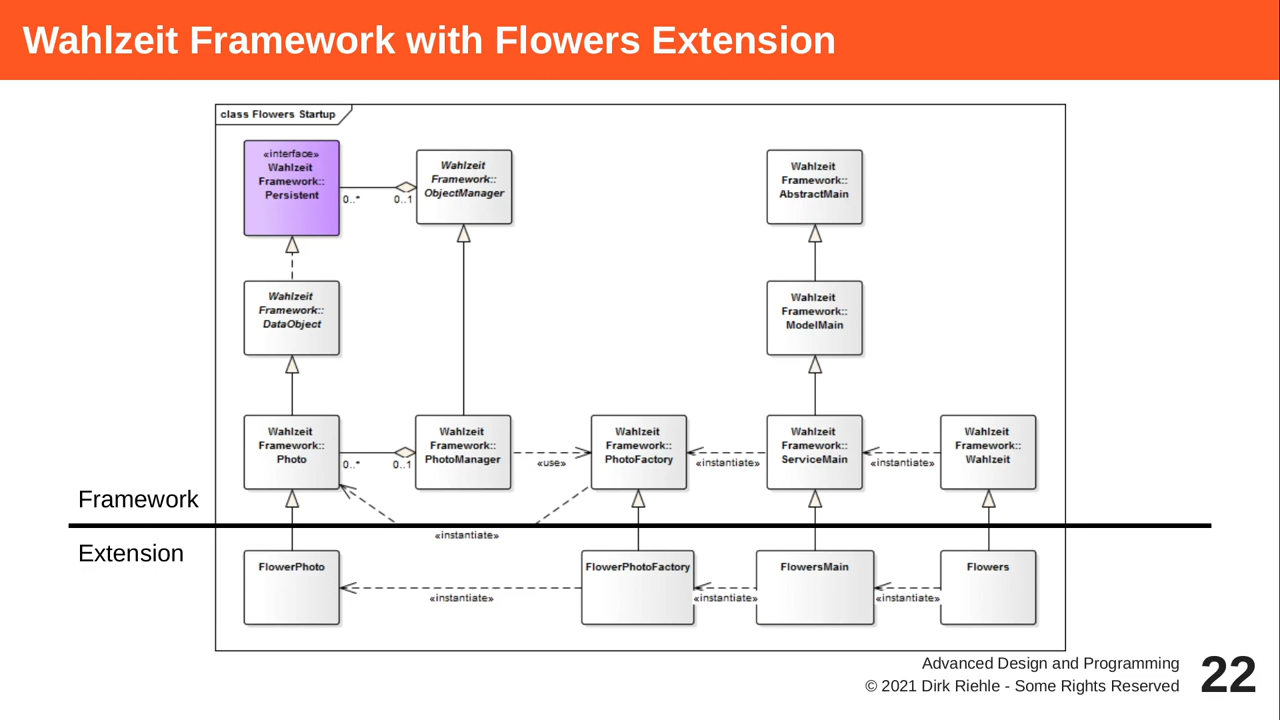 Wahlzeit Framework with Flowers Extension
class Flowers Startup
«interface»
Wahlzeit
Framework::
Persistent
0..*
0..1
Wahlzeit
Framework::
ObjectManager
Wahlzeit
Framework::
AbstractMain
Wahlzeit
Framework::
DataObject
Wahlzeit
Framework::
ModelMain
Wahlzeit
Framework::
Photo
0..*
0..1
Wahlzeit
Framework::
PhotoManager
«use»
Wahlzeit
Framework::
PhotoFactory
«instantiate»
Wahlzeit
Framework::
ServiceMain
«instantiate»
Wahlzeit
Framework::
Wahlzeit
Framework
«instantiate»
Extension
FlowerPhoto
«instantiate»
FlowerPhotoFactory
«instantiate»
FlowersMain
«instantiate»
Flowers
Advanced Design and Programming
© 2021 Dirk Riehle - Some Rights Reserved
22